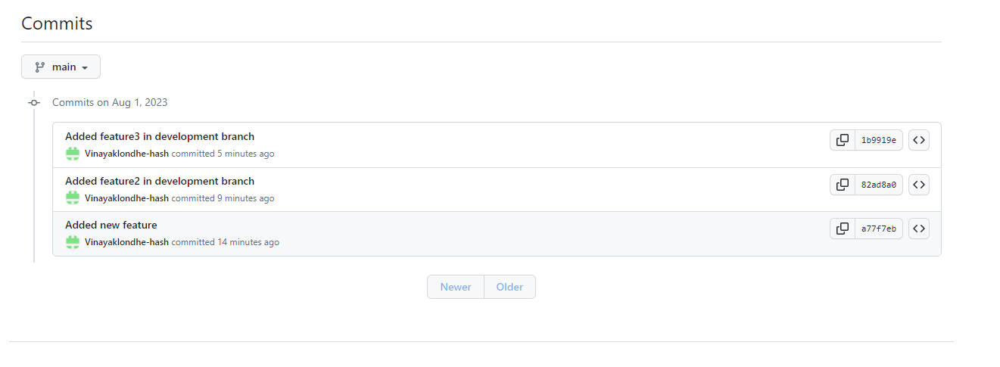 Commits
main
Commits on Aug 1, 2023
Added feature3 in development branch
Vinayaklondhe-hash committed 5 minutes ago
1b9919e
Added feature2 in development branch
Vinayaklondhe-hash committed 9 minutes ago
82ad8a0
Added new feature
Vinayaklondhe-hash committed 14 minutes ago
a77f7eb
Newer Older